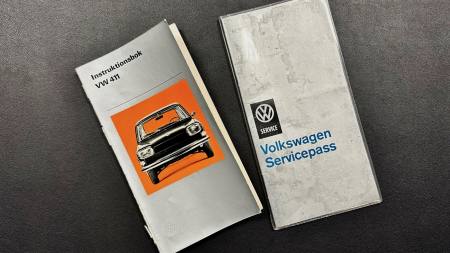 Instruktionsbok
VW 411
SERVICE
Volkswagen
Servicepass